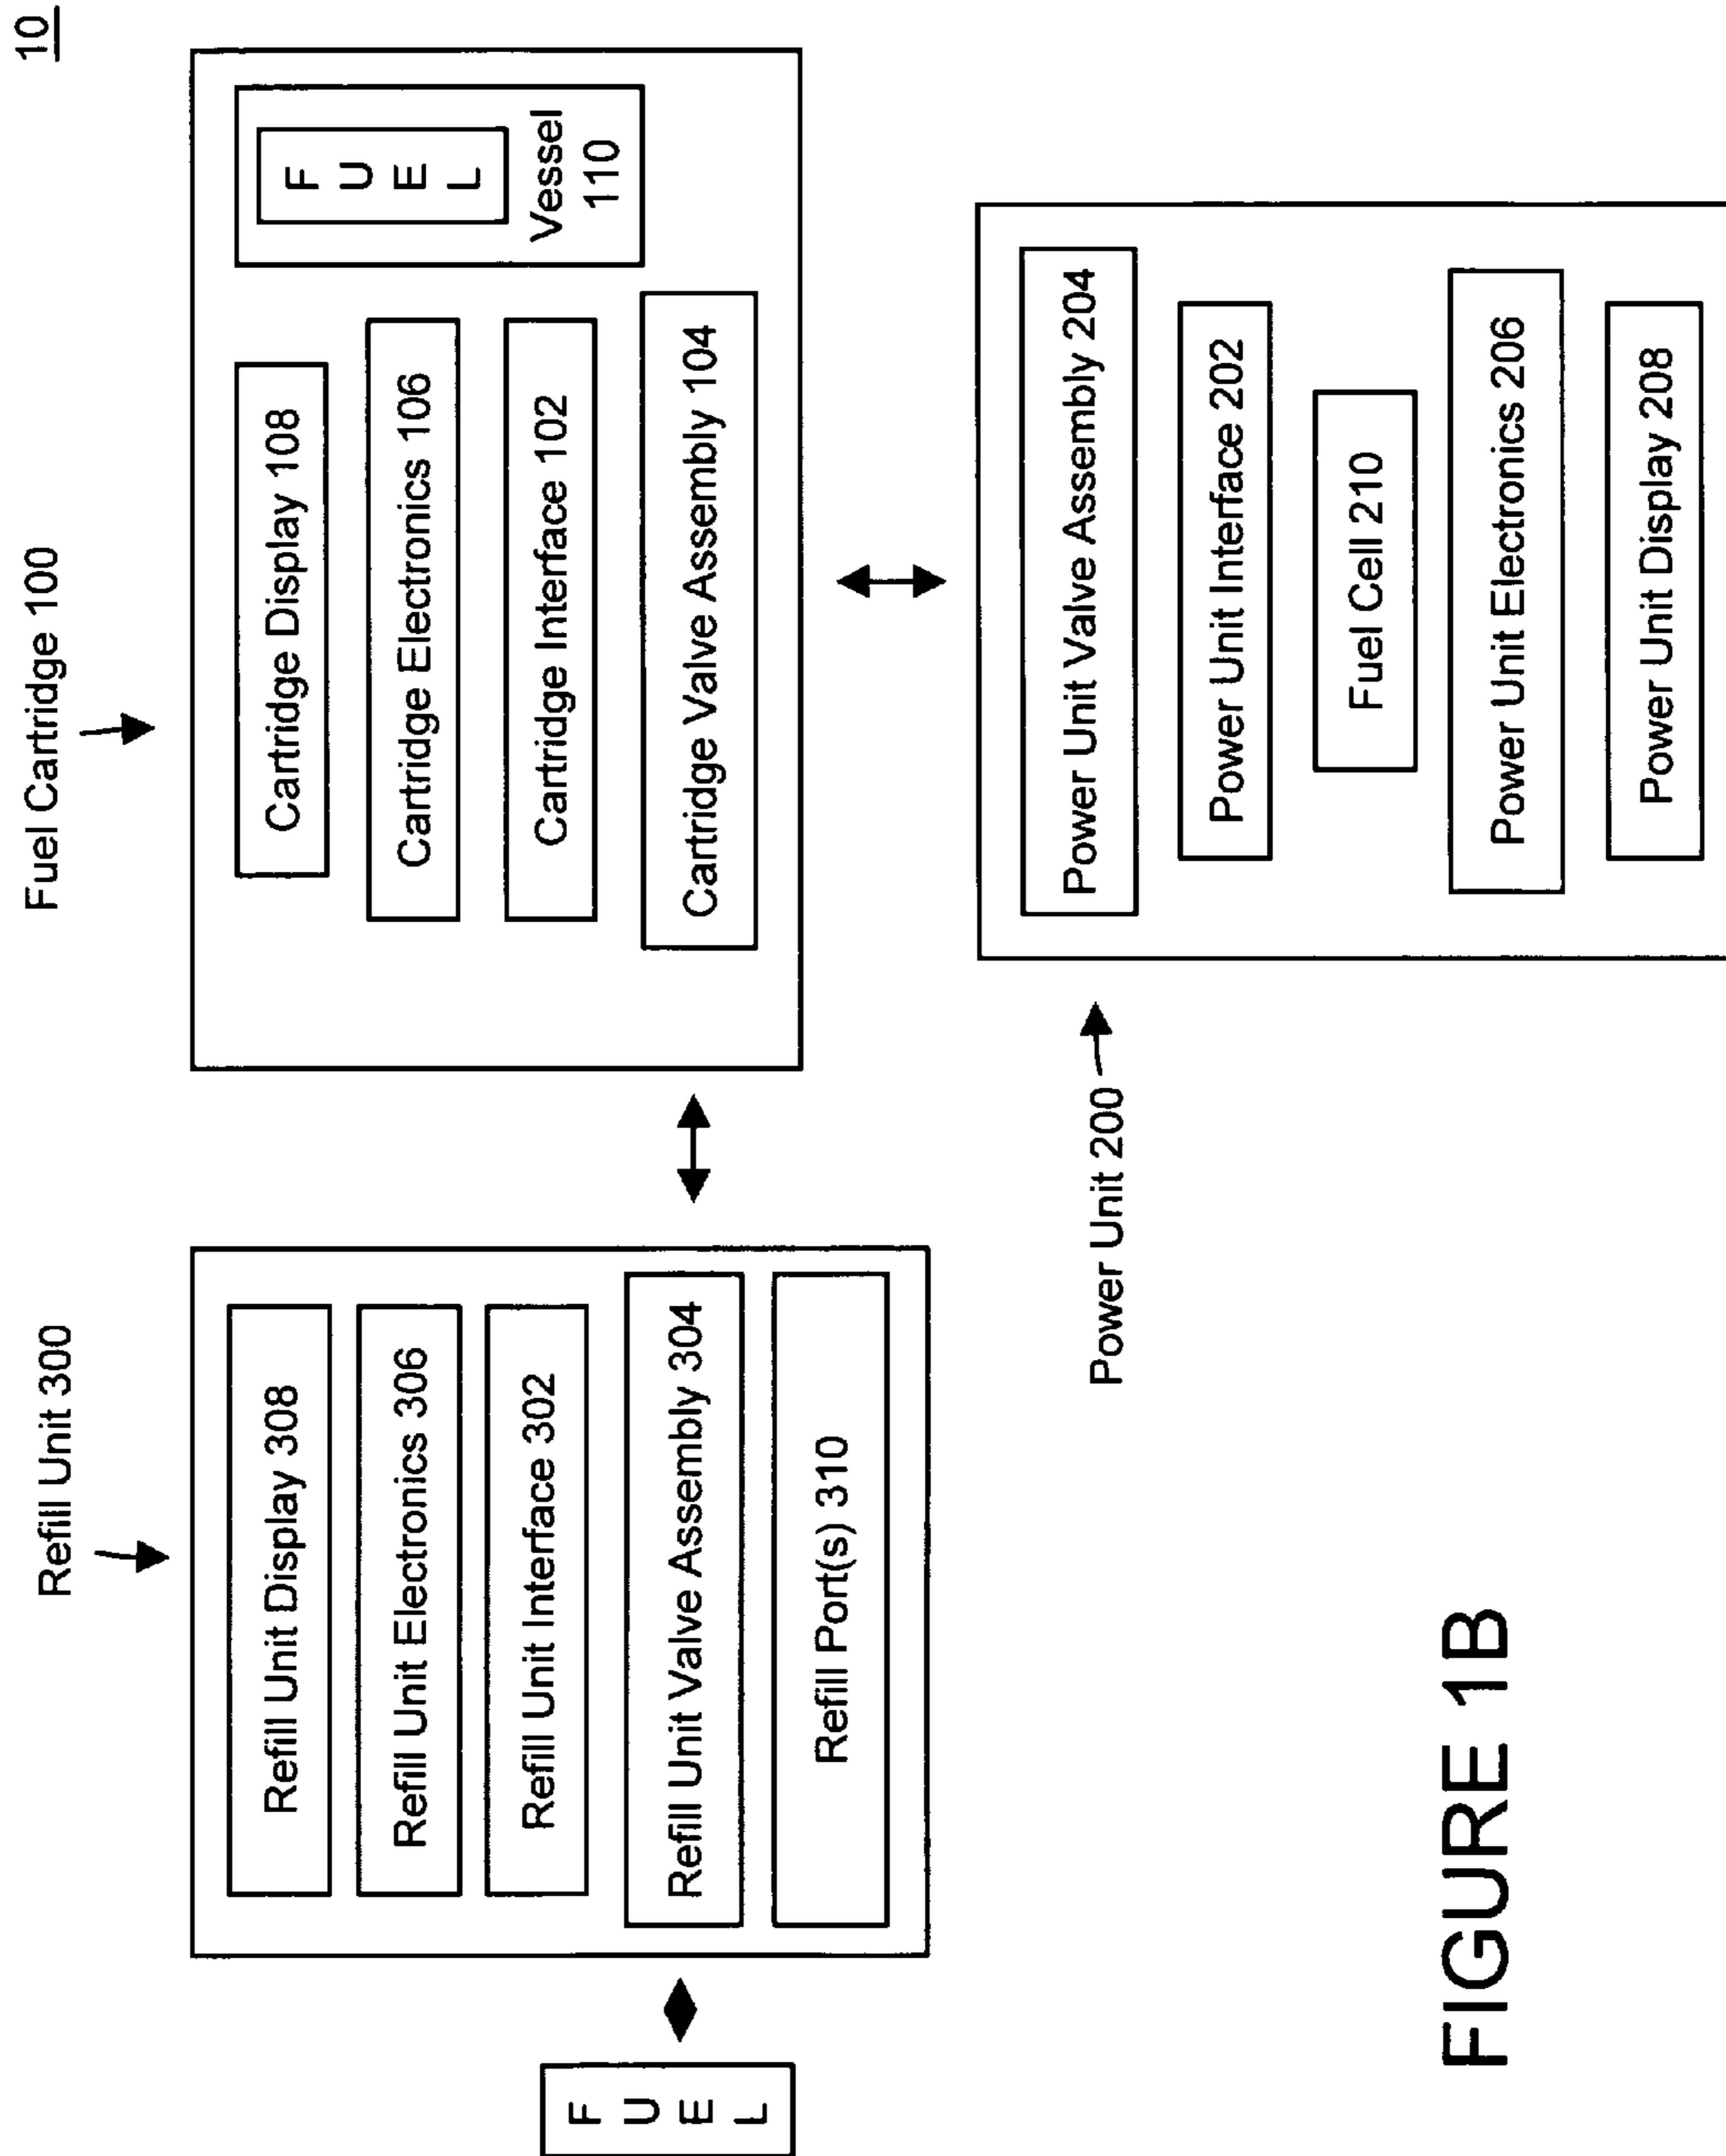 10
Refill Unit 300
Fuel Cartridge 100
FUEL
Refill Unit Display 308
Refill Unit Electronics 306
Refill Unit Interface 302
Refill Unit Valve Assembly 304
Refill Port(s) 310
Cartridge Display 108
Cartridge Electronics 106
Cartridge Interface 102
Cartridge Valve Assembly 104
FUEL
Vessel
110
Power Unit 200
Power Unit Valve Assembly 204
Power Unit Interface 202
Fuel Cell 210
Power Unit Electronics 206
Power Unit Display 208
FIGURE 1B